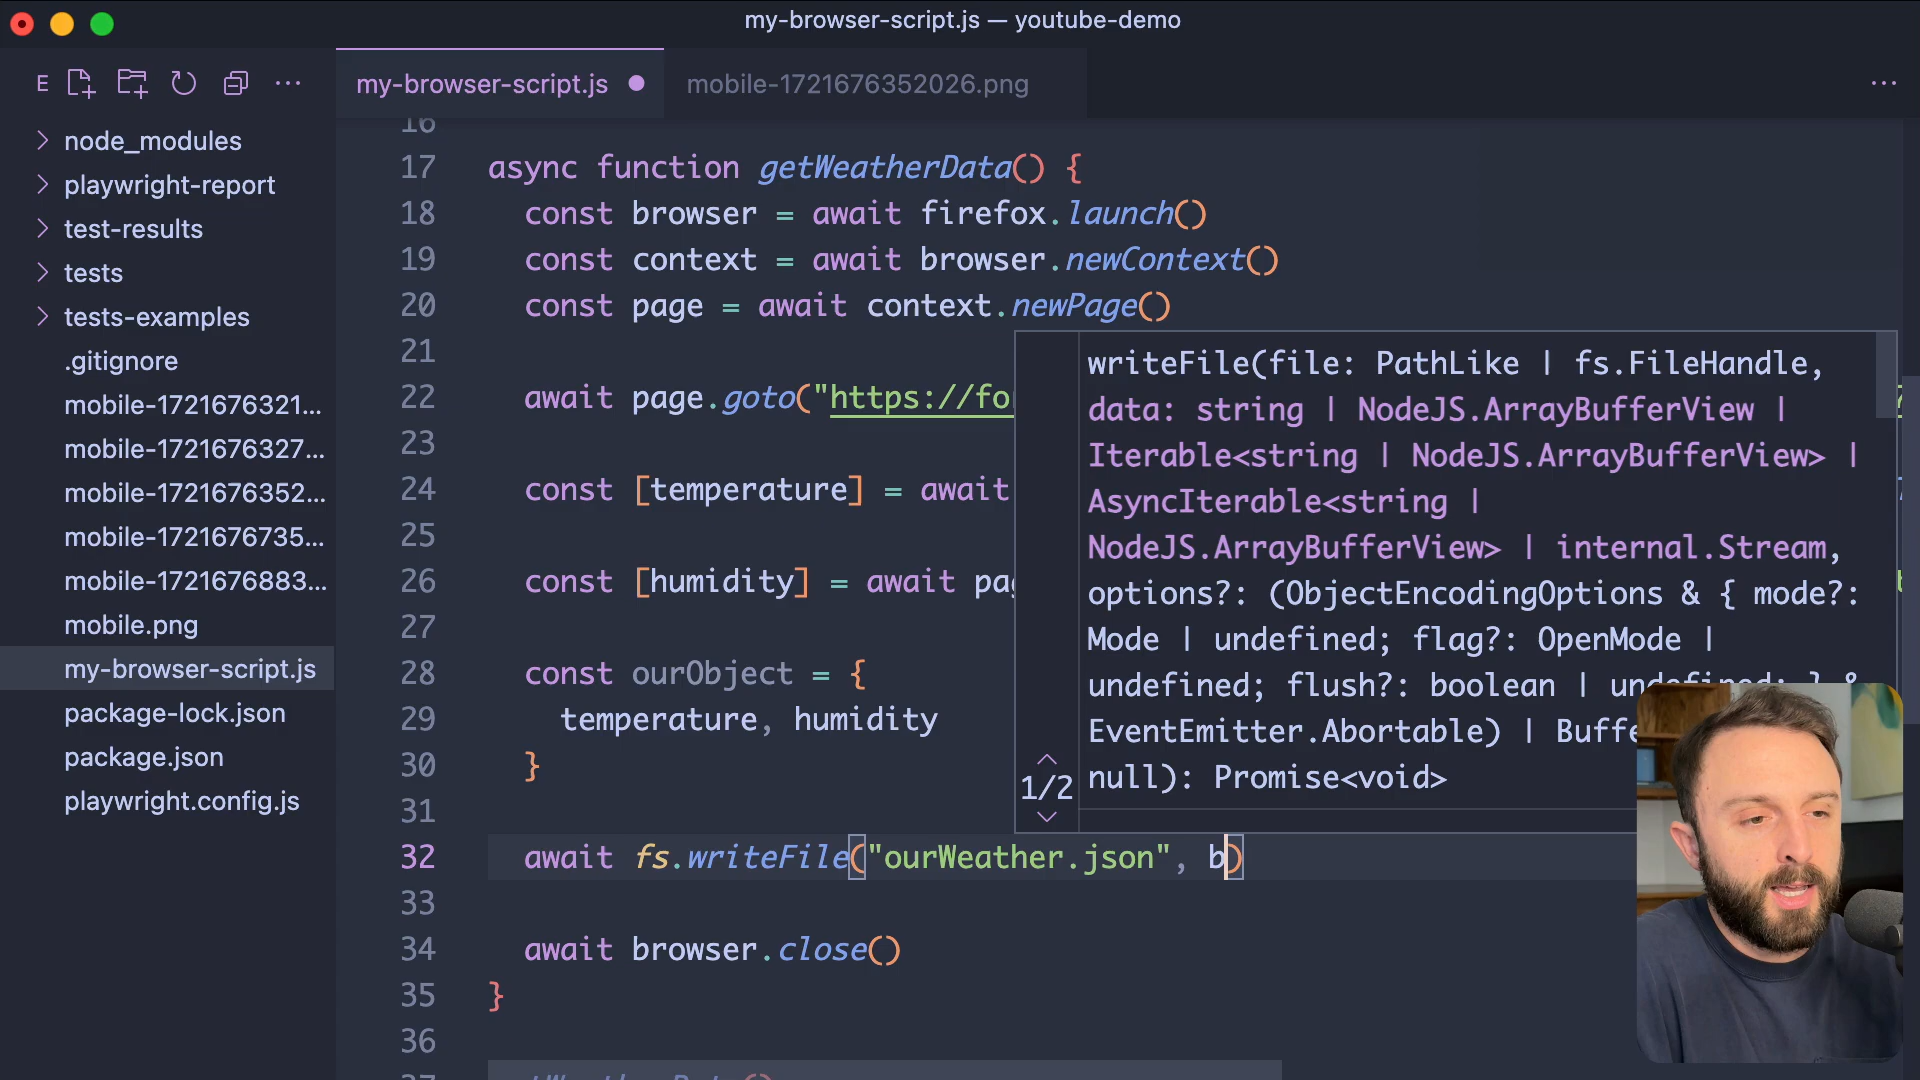 my-browser-script.js — youtube-demo
E
my-browser-script.js
mobile-1721676352026.png
node_modules
playwright-report
test-results
tests
tests-examples
.gitignore
mobile-1721676321...
mobile-1721676327...
mobile-1721676352...
mobile-1721676735...
mobile-1721676883...
mobile.png
my-browser-script.js
package-lock.json
package.json
playwright.config.js
16
17 async function getWeatherData() {
18 const browser = await firefox.launch()
19 const context = await browser.newContext()
20 const page = await context.newPage()
21
22 await page.goto("https://fo
23
24 const [temperature] = await
25
26 const [humidity] = await pag
27
28 const ourObject = {
29 temperature, humidity
30 }
31
32 await fs.writeFile("ourWeather.json", b)
33
34 await browser.close()
35 }
36
writeFile(file: PathLike | fs.FileHandle,
data: string | NodeJS.ArrayBufferView |
Iterable<string | NodeJS.ArrayBufferView> |
AsyncIterable<string |
NodeJS.ArrayBufferView> | internal.Stream,
options?: (ObjectEncodingOptions & { mode?:
Mode | undefined; flag?: OpenMode |
undefined; flush?: boolean | undefined; } &
EventEmitter.Abortable) | Buffe
null): Promise<void>
1/2